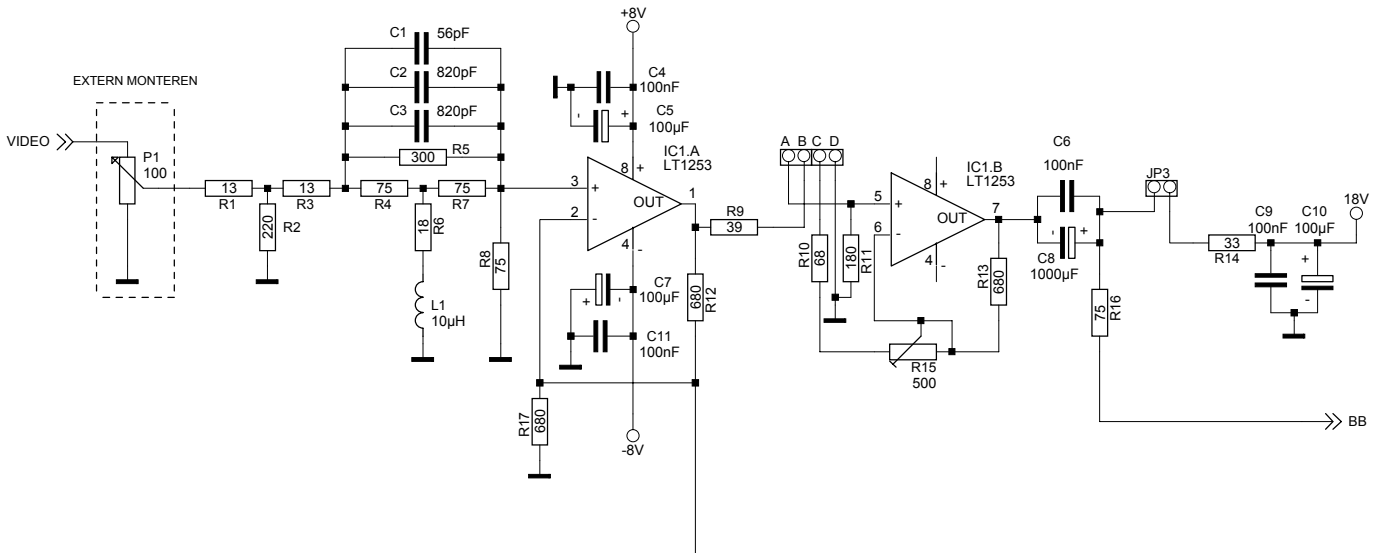 +8V
C1 56pF
C2 820pF
C3 820pF
R5
300
C4
100nF
C5
100µF
+
-
EXTERN MONTEREN
VIDEO
P1
100
13
R1
13
R3
75
R4
75
R7
220
R2
18
R6
L1
10µH
75
R8
IC1.A
LT1253
8
+
3
+
2
-
OUT
1
4
-
C7
100µF
+
-
C11
100nF
-8V
680
R17
680
R12
R9
39
A B C D
68
R10
180
R11
IC1.B
LT1253
8
+
5
+
6
-
OUT
7
4
-
680
R13
R15
500
C6
100nF
-
+
C8
1000µF
75
R16
JP3
33
R14
C9
100nF
C10
100µF
+
-
18V
BB